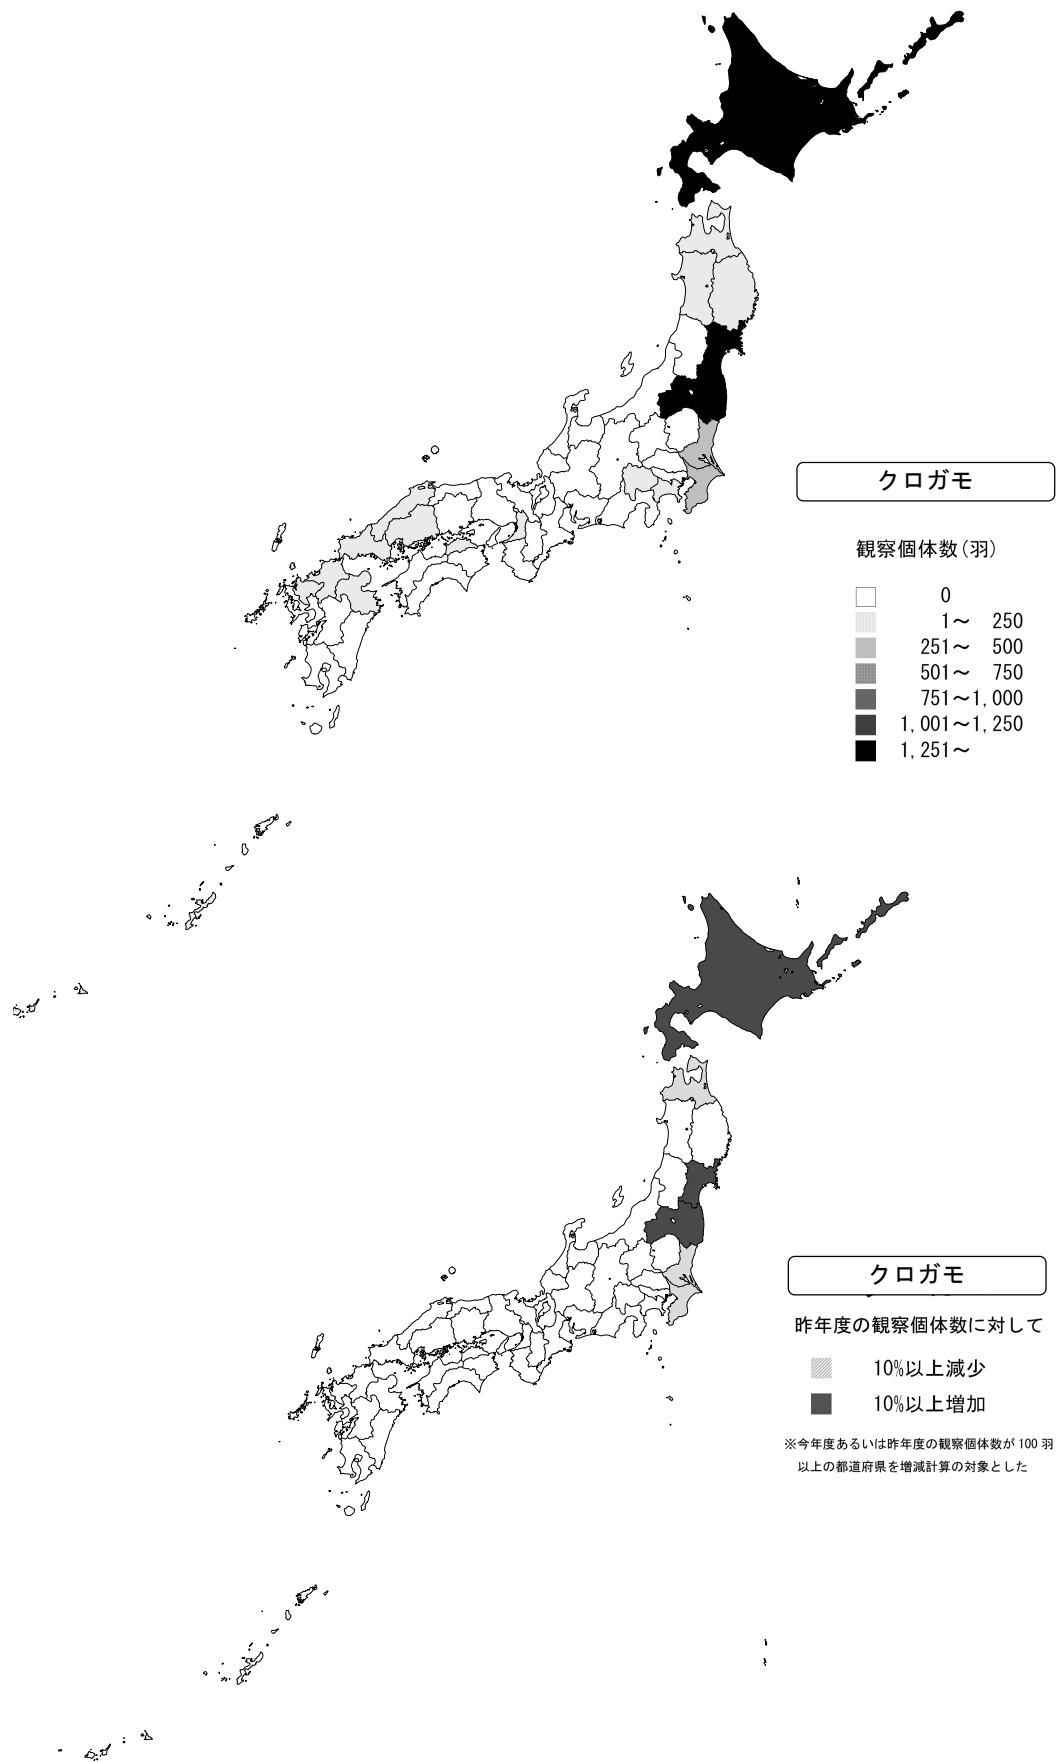 クロガモ
観察個体数(羽)
0
1～ 250
251～ 500
501～ 750
751～1,000
1,001～1,250
1,251～
クロガモ
昨年度の観察個体数に対して
10%以上減少
10%以上増加
※今年度あるいは昨年度の観察個体数が100羽
以上の都道府県を増減計算の対象とした